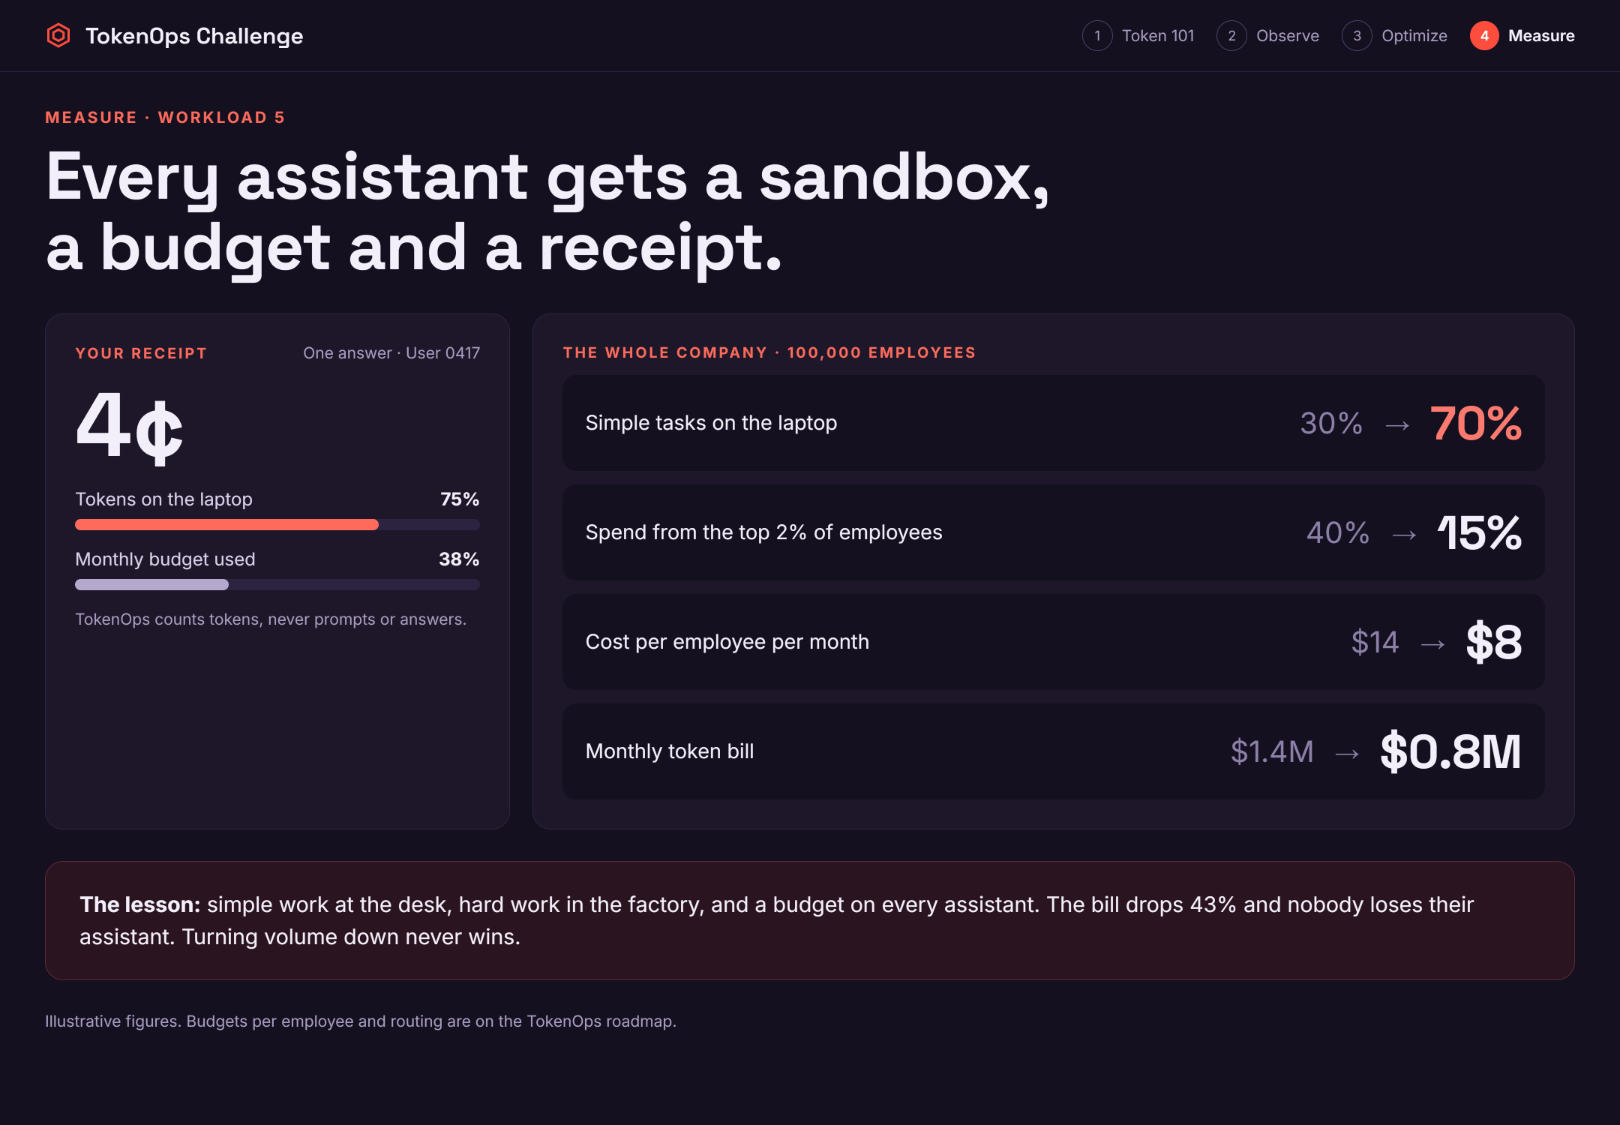 TokenOps Challenge
1 Token 101
2 Observe
3 Optimize
4 Measure
MEASURE · WORKLOAD 5
Every assistant gets a sandbox,
a budget and a receipt.
YOUR RECEIPT
One answer · User 0417
4¢
Tokens on the laptop 75%
Monthly budget used 38%
TokenOps counts tokens, never prompts or answers.
THE WHOLE COMPANY · 100,000 EMPLOYEES
Simple tasks on the laptop 30% → 70%
Spend from the top 2% of employees 40% → 15%
Cost per employee per month $14 → $8
Monthly token bill $1.4M → $0.8M
The lesson: simple work at the desk, hard work in the factory, and a budget on every assistant. The bill drops 43% and nobody loses their
assistant. Turning volume down never wins.
Illustrative figures. Budgets per employee and routing are on the TokenOps roadmap.